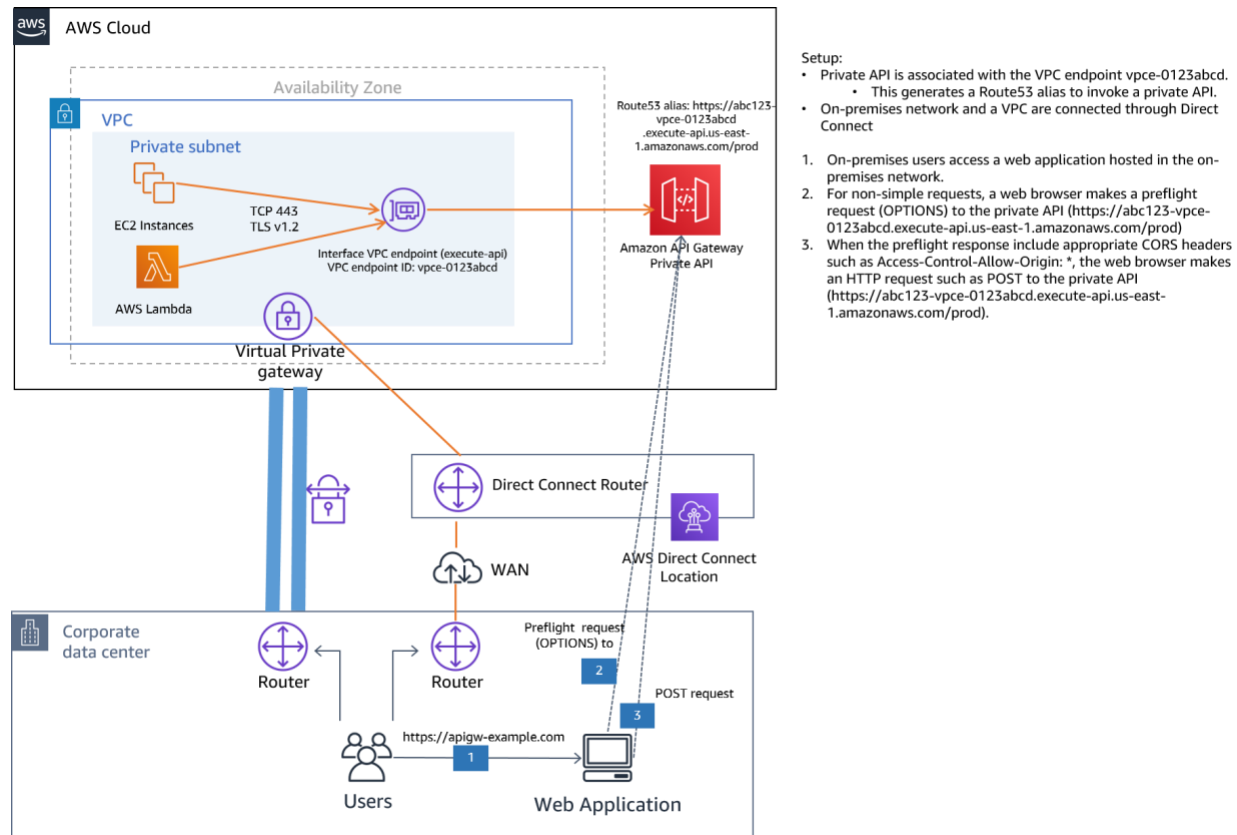 aws
AWS Cloud
Availability Zone
VPC
Private subnet
EC2 Instances
TCP 443
TLS v1.2
AWS Lambda
Interface VPC endpoint (execute-api)
VPC endpoint ID: vpce-0123abcd
Route53 alias: https://abc123-
vpce-0123abcd
.execute-api.us-east-
1.amazonaws.com/prod
Amazon API Gateway
Private API
Virtual Private
gateway
Setup:
• Private API is associated with the VPC endpoint vpce-0123abcd.
• This generates a Route53 alias to invoke a private API.
• On-premises network and a VPC are connected through Direct
Connect
1. On-premises users access a web application hosted in the on-
premises network.
2. For non-simple requests, a web browser makes a preflight
request (OPTIONS) to the private API (https://abc123-vpce-
0123abcd.execute-api.us-east-1.amazonaws.com/prod)
3. When the preflight response include appropriate CORS headers
such as Access-Control-Allow-Origin: *, the web browser makes
an HTTP request such as POST to the private API
(https://abc123-vpce-0123abcd.execute-api.us-east-
1.amazonaws.com/prod).
Direct Connect Router
AWS Direct Connect
Location
WAN
Corporate
data center
Router
Router
Preflight request
(OPTIONS) to
2
POST request
3
https://apigw-example.com
1
Users
Web Application